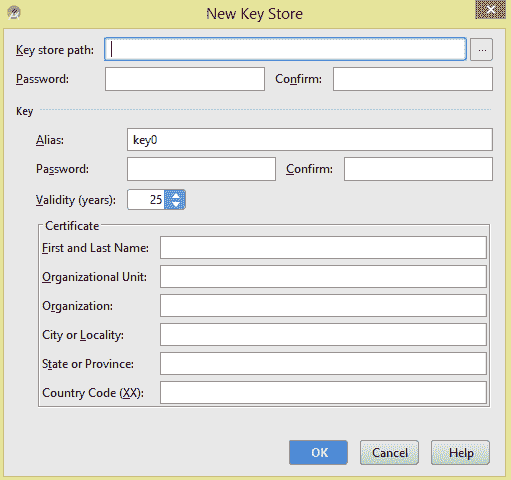 New Key Store
Key store path: ...
Password: Confirm:
Key
Alias: key0
Password: Confirm:
Validity (years): 25
Certificate
First and Last Name:
Organizational Unit:
Organization:
City or Locality:
State or Province:
Country Code (XX):
OK Cancel Help